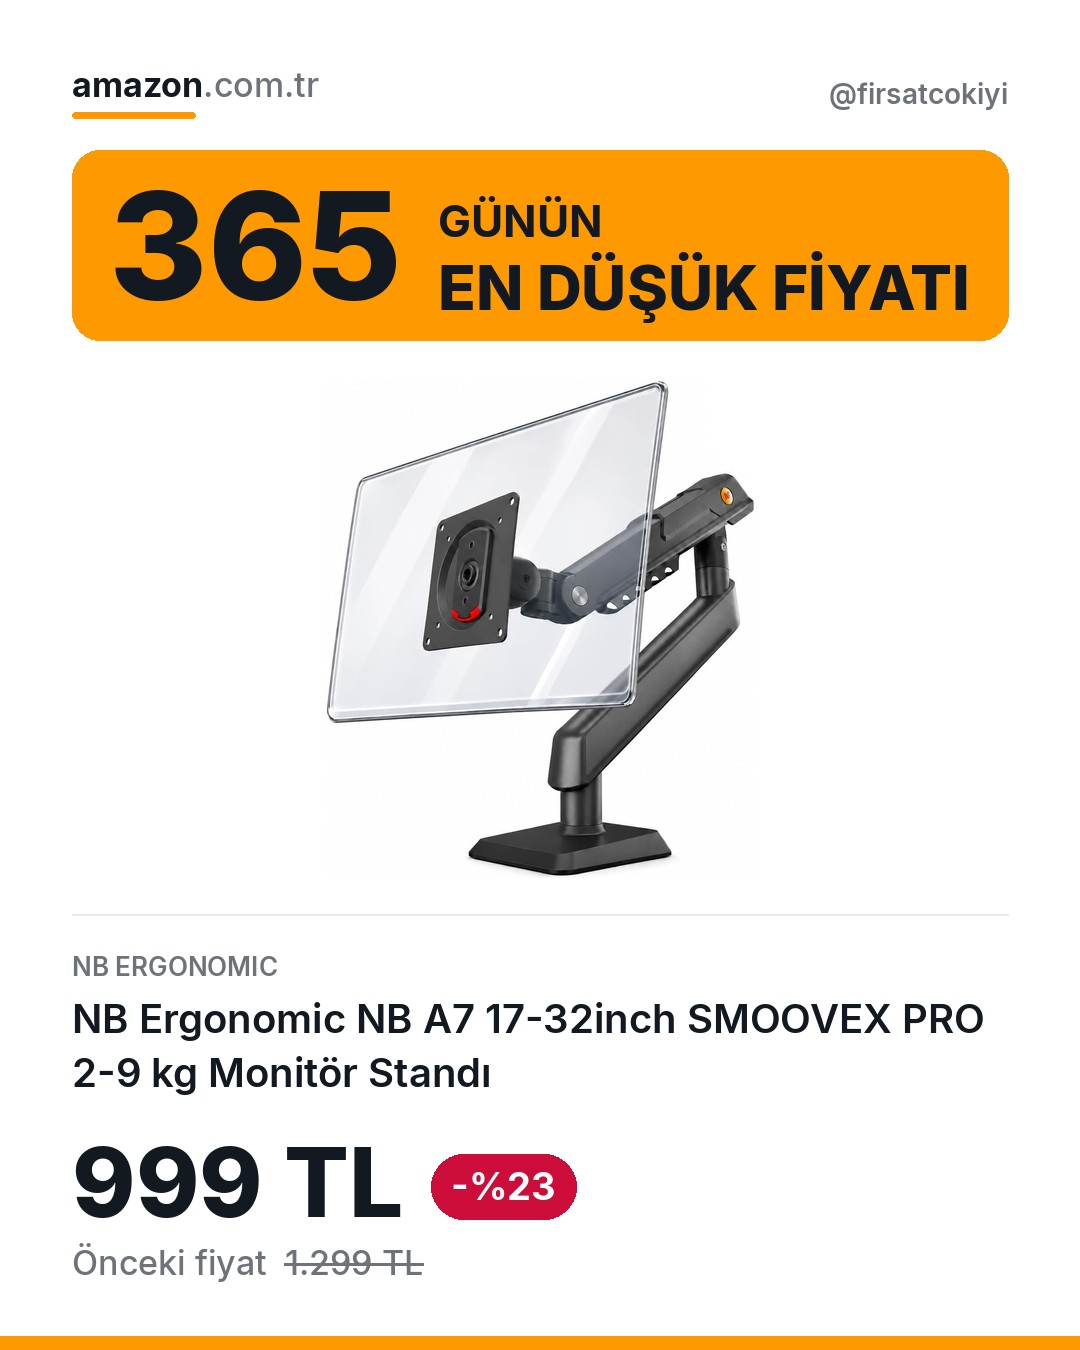 amazon.com.tr
@firsatcokiyi
365
GÜNÜN
EN DÜŞÜK FİYATI
NB ERGONOMIC
NB Ergonomic NB A7 17-32inch SMOOVEX PRO
2-9 kg Monitör Standı
999 TL
-%23
Önceki fiyat 1.299 TL